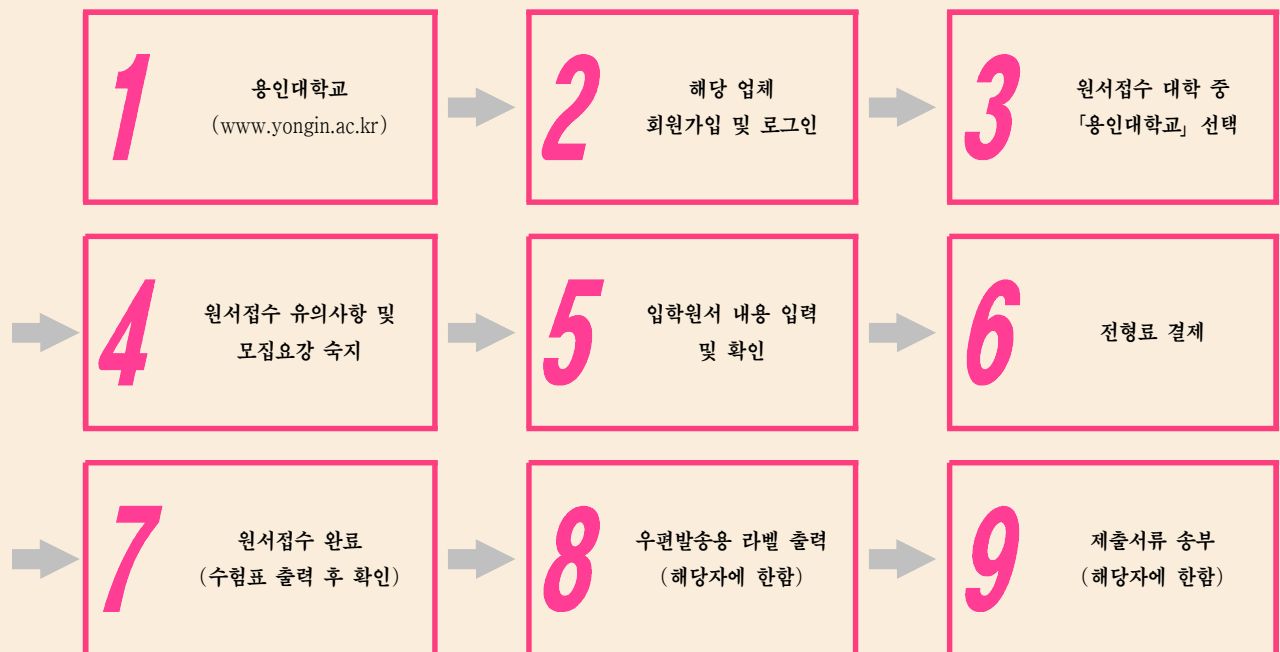 1
용인대학교
(www.yongin.ac.kr)
2
해당 업체
회원가입 및 로그인
3
원서접수 대학 중
「용인대학교」 선택
4
원서접수 유의사항 및
모집요강 숙지
5
입학원서 내용 입력
및 확인
6
전형료 결제
7
원서접수 완료
(수험표 출력 후 확인)
8
우편발송용 라벨 출력
(해당자에 한함)
9
제출서류 송부
(해당자에 한함)